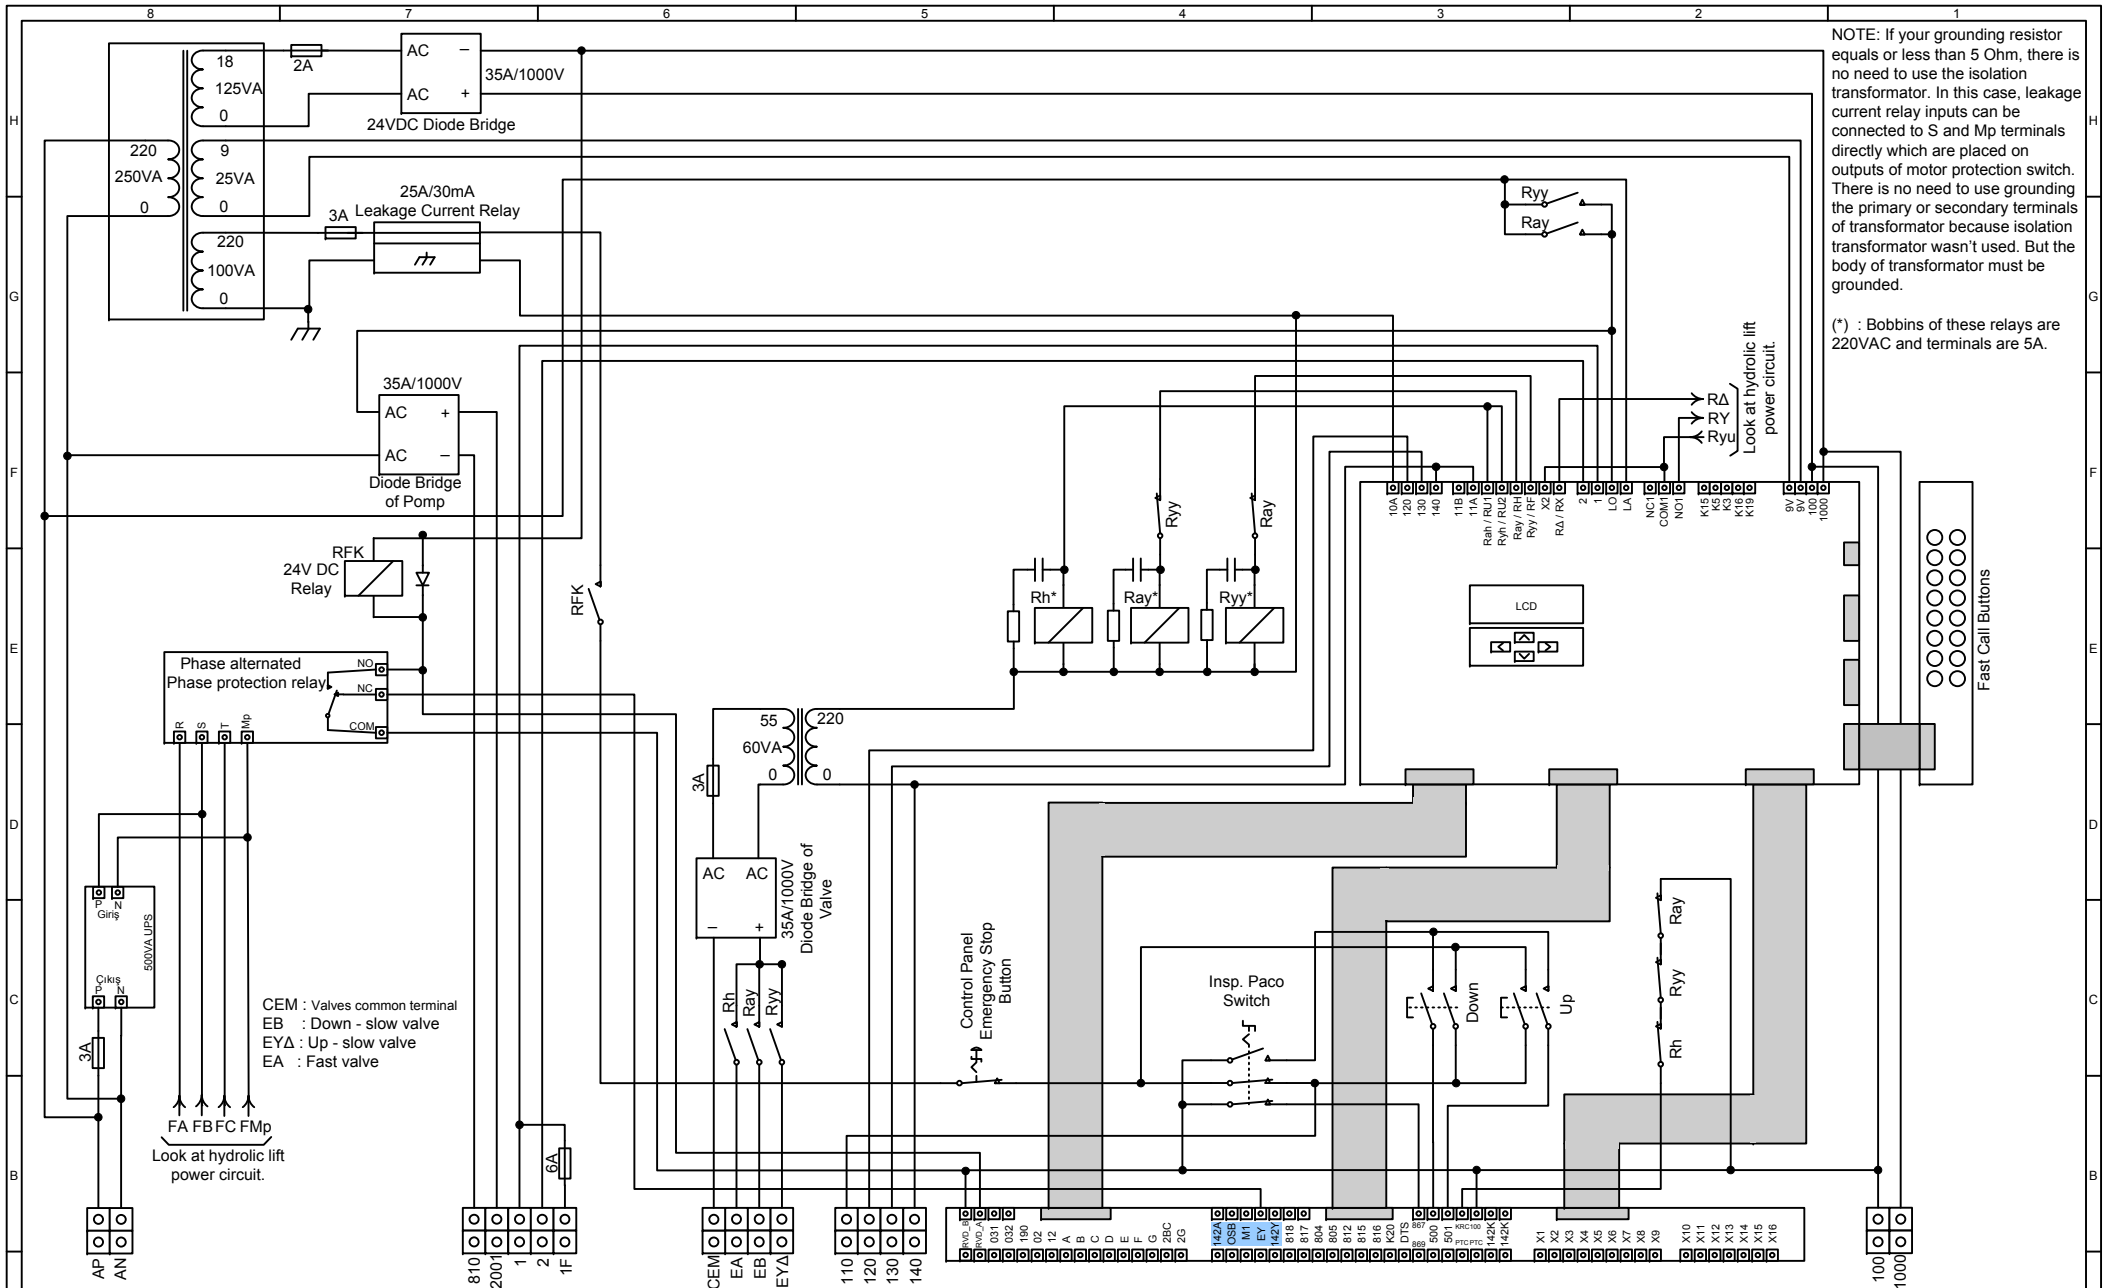 8 7 6 5 4 3 2 1
H
G
F
E
D
C
B
H
G
F
E
D
C
B
18
125VA
0
220
250VA
0
9
25VA
0
220
100VA
0
2A
AC −
AC +
35A/1000V
24VDC Diode Bridge
25A/30mA
Leakage Current Relay
3A
35A/1000V
AC +
AC −
Diode Bridge
of Pomp
RFK
24V DC
Relay
RFK
Phase alternated
Phase protection relay
NO
NC
COM
R S T Mp
P N
Giriş
500VA UPS
Çıkış
P N
3A
FA FB FC FMp
Look at hydrolic lift
power circuit.
CEM : Valves common terminal
EB : Down - slow valve
EYΔ : Up - slow valve
EA : Fast valve
AP AN
6A
810 2001 1 2 1F
55
60VA
0
220
0
3A
AC AC
− +
35A/1000V
Diode Bridge of
Valve
Rh Ray Ryy
CEM EA EB EYΔ
110 120 130 140
Ryy
Ray
Ryy
Ray
Rh*
Ray*
Ryy*
RΔ
RY
Ryu
Look at hydrolic lift
power circuit.
10A 120 130 140 11B 11A Rah / RU1 Ryh / RU2 Ray / RH Ryy / RF X2 RΔ / RX 2 1 LO LA NC1 COM1 NO1 K15 K5 K3 K16 K19 9V 9V 100 1000
LCD
Fast Call Buttons
Control Panel
Emergency Stop
Button
Insp. Paco
Switch
Down
Up
Ray
Ryy
Rh
RVD_B RVD_A 031 032 190 02 12 A B C D E F G 2BC 2G
142A OSB M1 EY 142Y 818 817 804 805 812 815 816 K20 DTS 867 500 501 KRC100 142K 142K
869 PTC PTC
X1 X2 X3 X4 X5 X6 X7 X8 X9 X10 X11 X12 X13 X14 X15 X16
100 1000
NOTE: If your grounding resistor
equals or less than 5 Ohm, there is
no need to use the isolation
transformator. In this case, leakage
current relay inputs can be
connected to S and Mp terminals
directly which are placed on
outputs of motor protection switch.
There is no need to use grounding
the primary or secondary terminals
of transformator because isolation
transformator wasn't used. But the
body of transformator must be
grounded.
(*) : Bobbins of these relays are
220VAC and terminals are 5A.